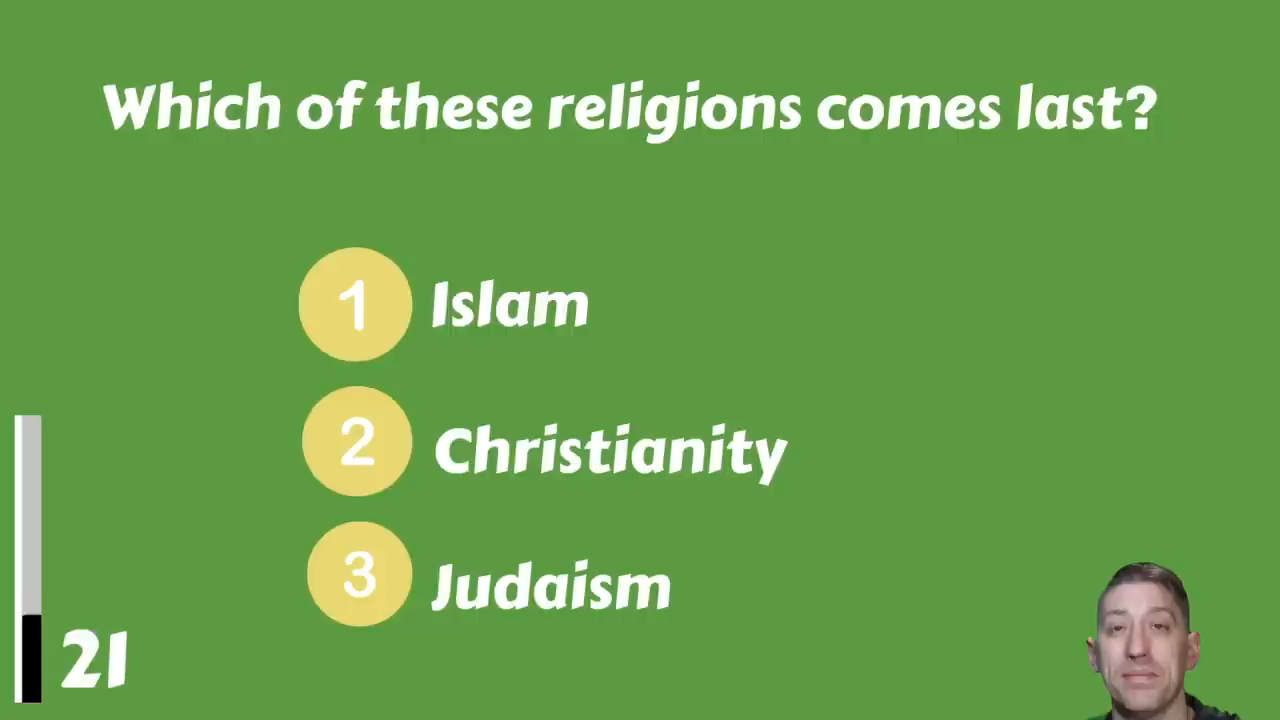 Which of these religions comes last?
1 Islam
2 Christianity
3 Judaism
21